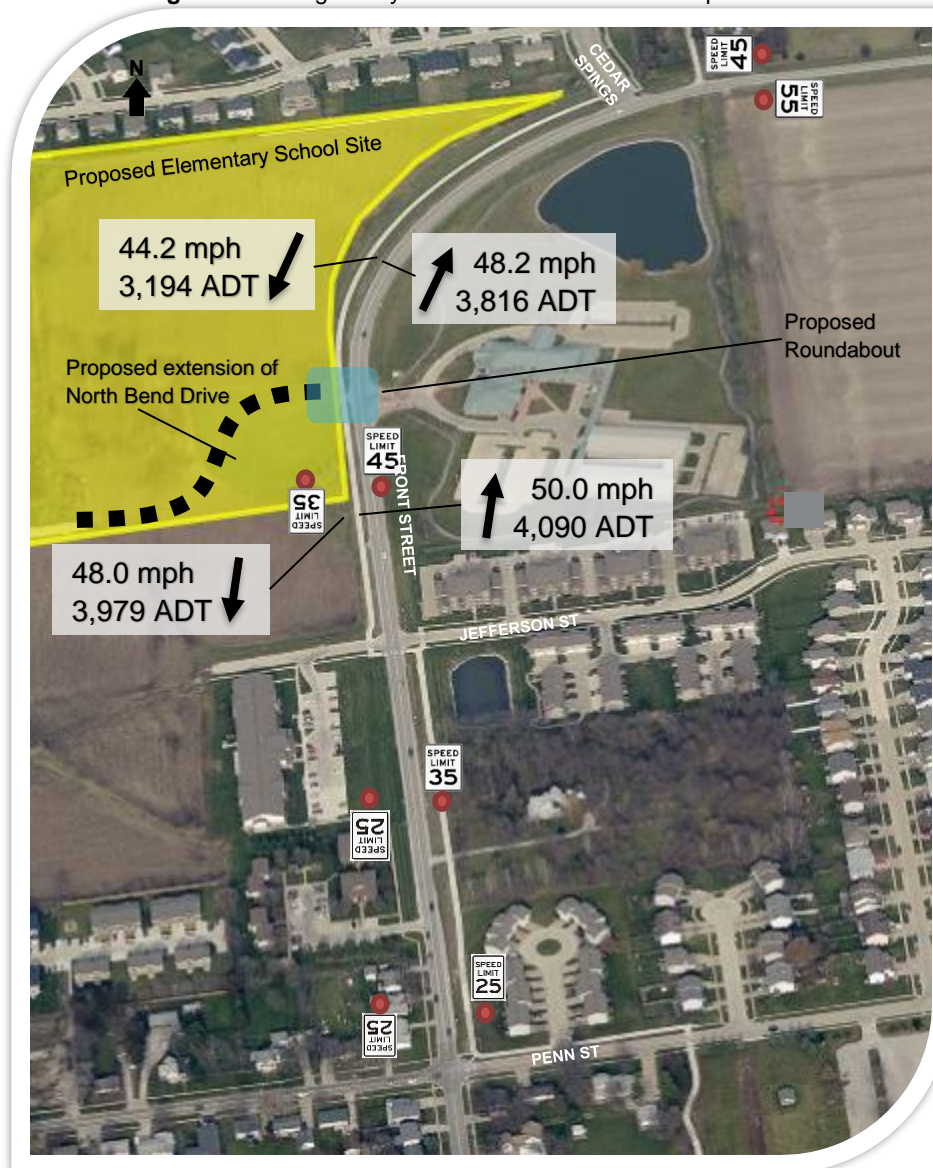 N
CEDAR
SPINGS
SPEED
LIMIT
45
SPEED
LIMIT
55
Proposed Elementary School Site
44.2 mph
3,194 ADT
48.2 mph
3,816 ADT
Proposed
Roundabout
Proposed extension of
North Bend Drive
SPEED
LIMIT
45
FRONT STREET
SPEED
LIMIT
35
50.0 mph
4,090 ADT
48.0 mph
3,979 ADT
JEFFERSON ST
SPEED
LIMIT
35
SPEED
LIMIT
25
SPEED
LIMIT
25
SPEED
LIMIT
25
PENN ST